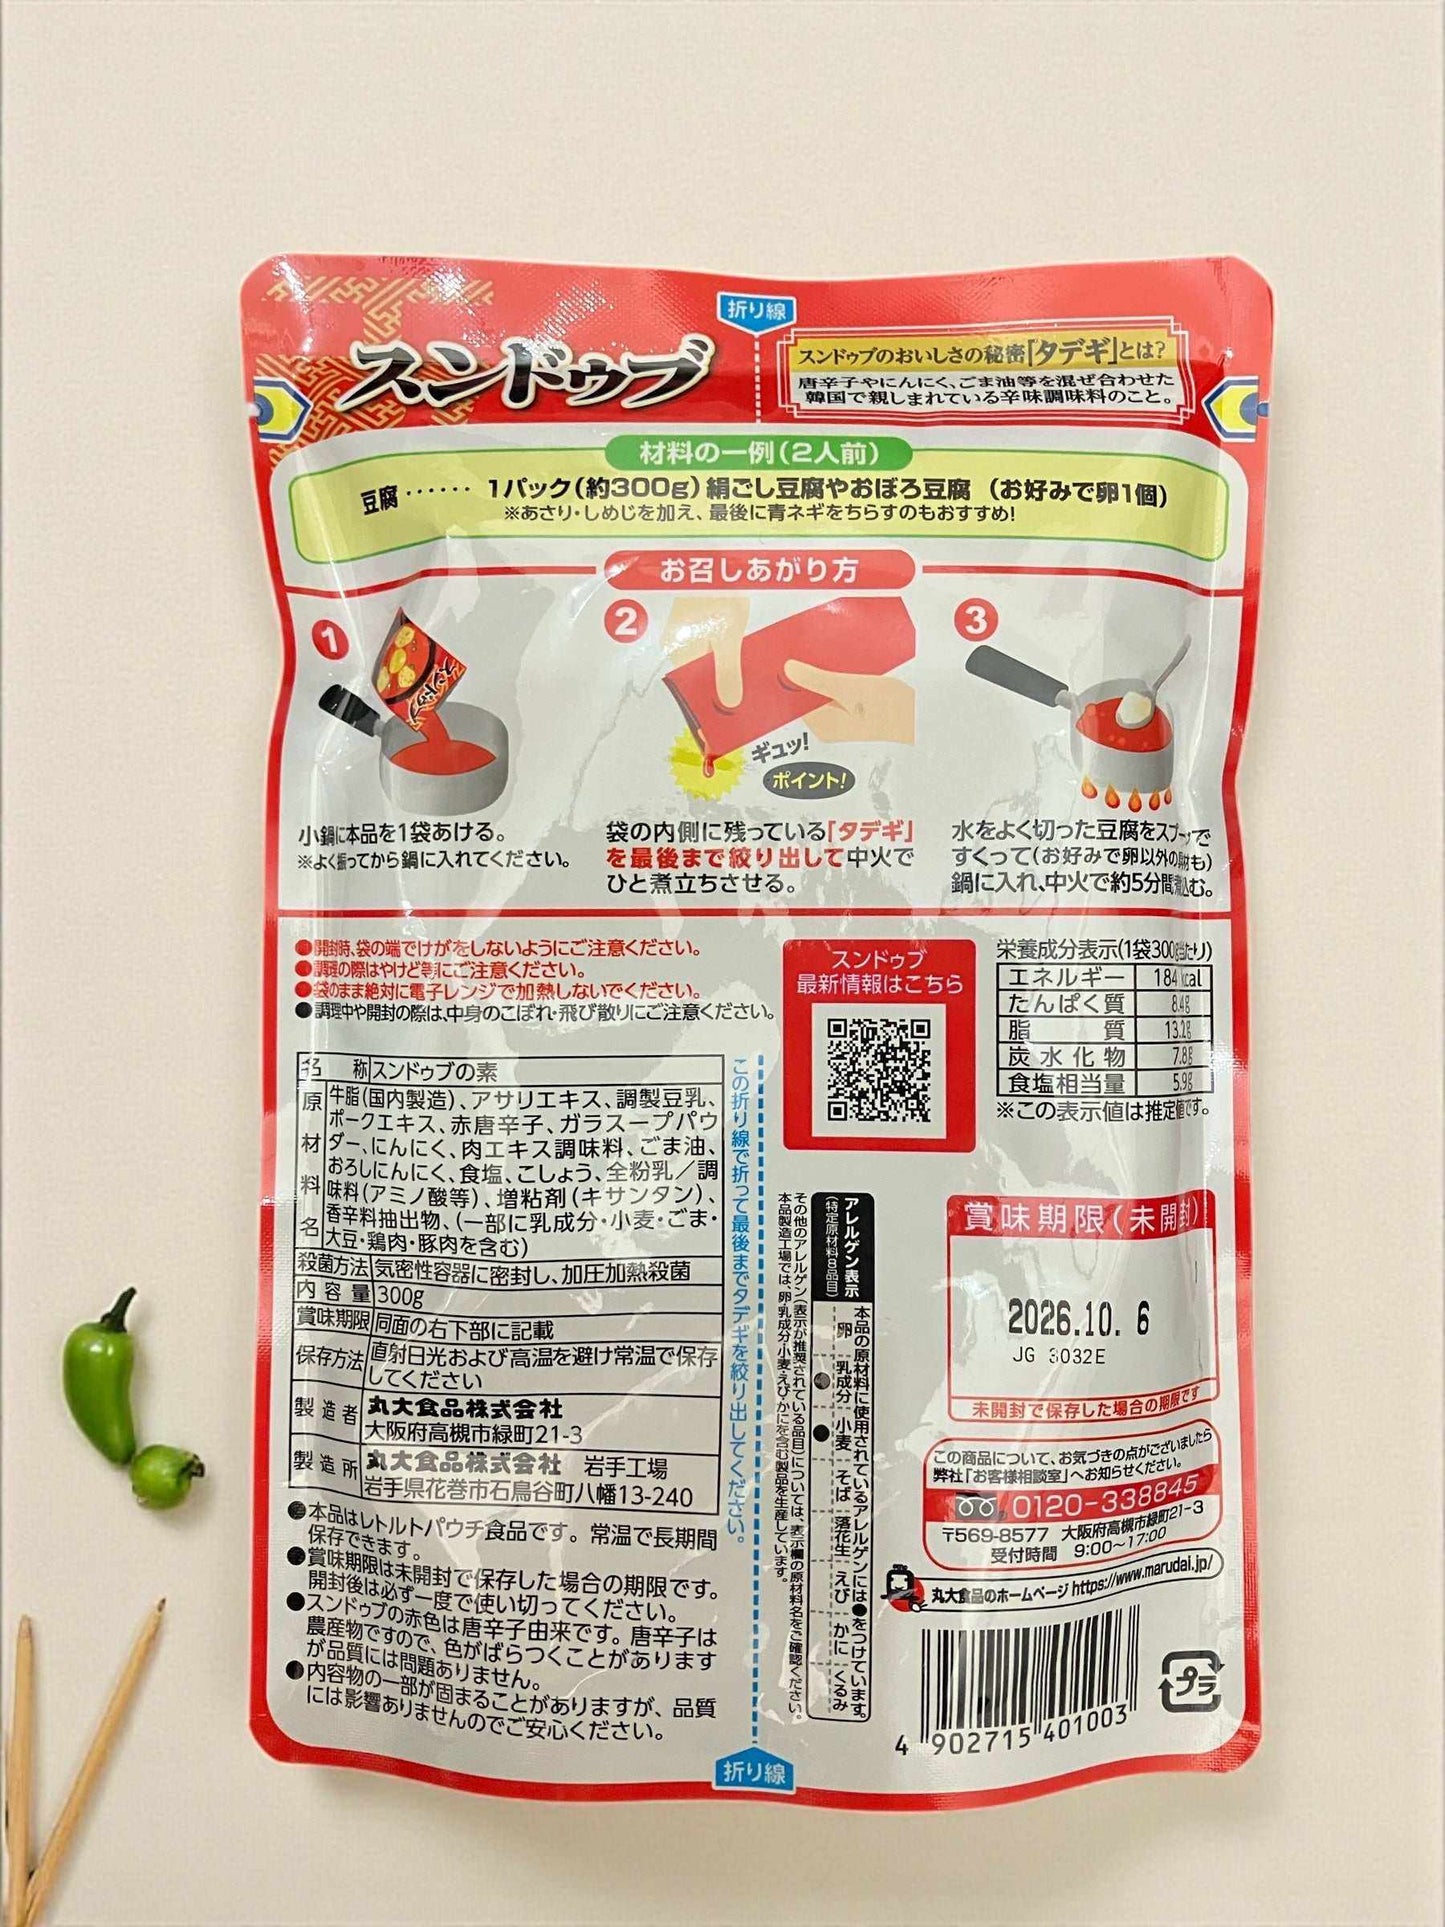 折り線
スンドゥブ
スンドゥブのおいしさの秘密「タデギ」とは?
唐辛子やにんにく、ごま油等を混ぜ合わせた
韓国で親しまれている辛味調味料のこと。
材料の一例(2人前)
豆腐・・・・・・ 1パック(約300g)絹ごし豆腐やおぼろ豆腐 (お好みで卵1個)
※あさり・しめじを加え、最後に青ネギをちらすのもおすすめ!
お召しあがり方
1
スンドゥブ
小鍋に本品を1袋あける。
※よく振ってから鍋に入れてください。
2
ギュッ!
ポイント!
袋の内側に残っている「タデギ」
を最後まで絞り出して中火で
ひと煮立ちさせる。
3
水をよく切った豆腐をスプーンで
すくって(お好みで卵以外の具材も)
鍋に入れ、中火で約5分間煮込む。
●開封時、袋の端でけがをしないようにご注意ください。
●調理の際はやけど等にご注意ください。
●袋のまま絶対に電子レンジで加熱しないでください。
●調理中や開封の際は、中身のこぼれ・飛び散りにご注意ください。
名 称 スンドゥブの素
原材料名 牛脂(国内製造)、アサリエキス、調製豆乳、
ポークエキス、赤唐辛子、ガラスープパウ
ダー、にんにく、肉エキス調味料、ごま油、
おろしにんにく、食塩、こしょう、全粉乳/調
味料(アミノ酸等)、増粘剤(キサンタン)、
香辛料抽出物、(一部に乳成分・小麦・ごま・
大豆・鶏肉・豚肉を含む)
殺菌方法 気密性容器に密封し、加圧加熱殺菌
内容量 300g
賞味期限 同面の右下部に記載
保存方法 直射日光および高温を避け常温で保存
してください
製造者 丸大食品株式会社
大阪府高槻市緑町21-3
製造所 丸大食品株式会社 岩手工場
岩手県花巻市石鳥谷町八幡13-240
●本品はレトルトパウチ食品です。常温で長期間
保存できます。
●賞味期限は未開封で保存した場合の期限です。
開封後は必ず一度で使い切ってください。
●スンドゥブの赤色は唐辛子由来です。唐辛子は
農産物ですので、色がばらつくことがあります
が品質には問題ありません。
●内容物の一部が固まることがありますが、品質
には影響ありませんのでご安心ください。
この折り線で折って最後までタデギを絞り出してください。
折り線
スンドゥブ
最新情報はこちら
栄養成分表示(1袋300g当たり)
エネルギー 184kcal
たんぱく質 8.4g
脂質 13.2g
炭水化物 7.8g
食塩相当量 5.9g
※この表示値は推定値です。
アレルゲン表示
(特定原材料8品目)
本品の原材料に使用されているアレルゲンには●をつけています。
卵 乳成分 小麦 そば 落花生 えび かに くるみ
● ●
その他のアレルゲン(表示が推奨されている品目)については、表示欄の原材料名をご確認ください。
本品製造工場では、卵・乳成分・小麦・えび・かにを含む製品を生産しています。
賞味期限(未開封)
2026.10. 6
JG 3032E
未開封で保存した場合の期限です
この商品について、お気づきの点がございましたら
弊社「お客様相談室」へお知らせください。
0120-338845
〒569-8577 大阪府高槻市緑町21-3
受付時間 9:00~17:00
丸大食品のホームページ https://www.marudai.jp/
4 902715 401003
プラ